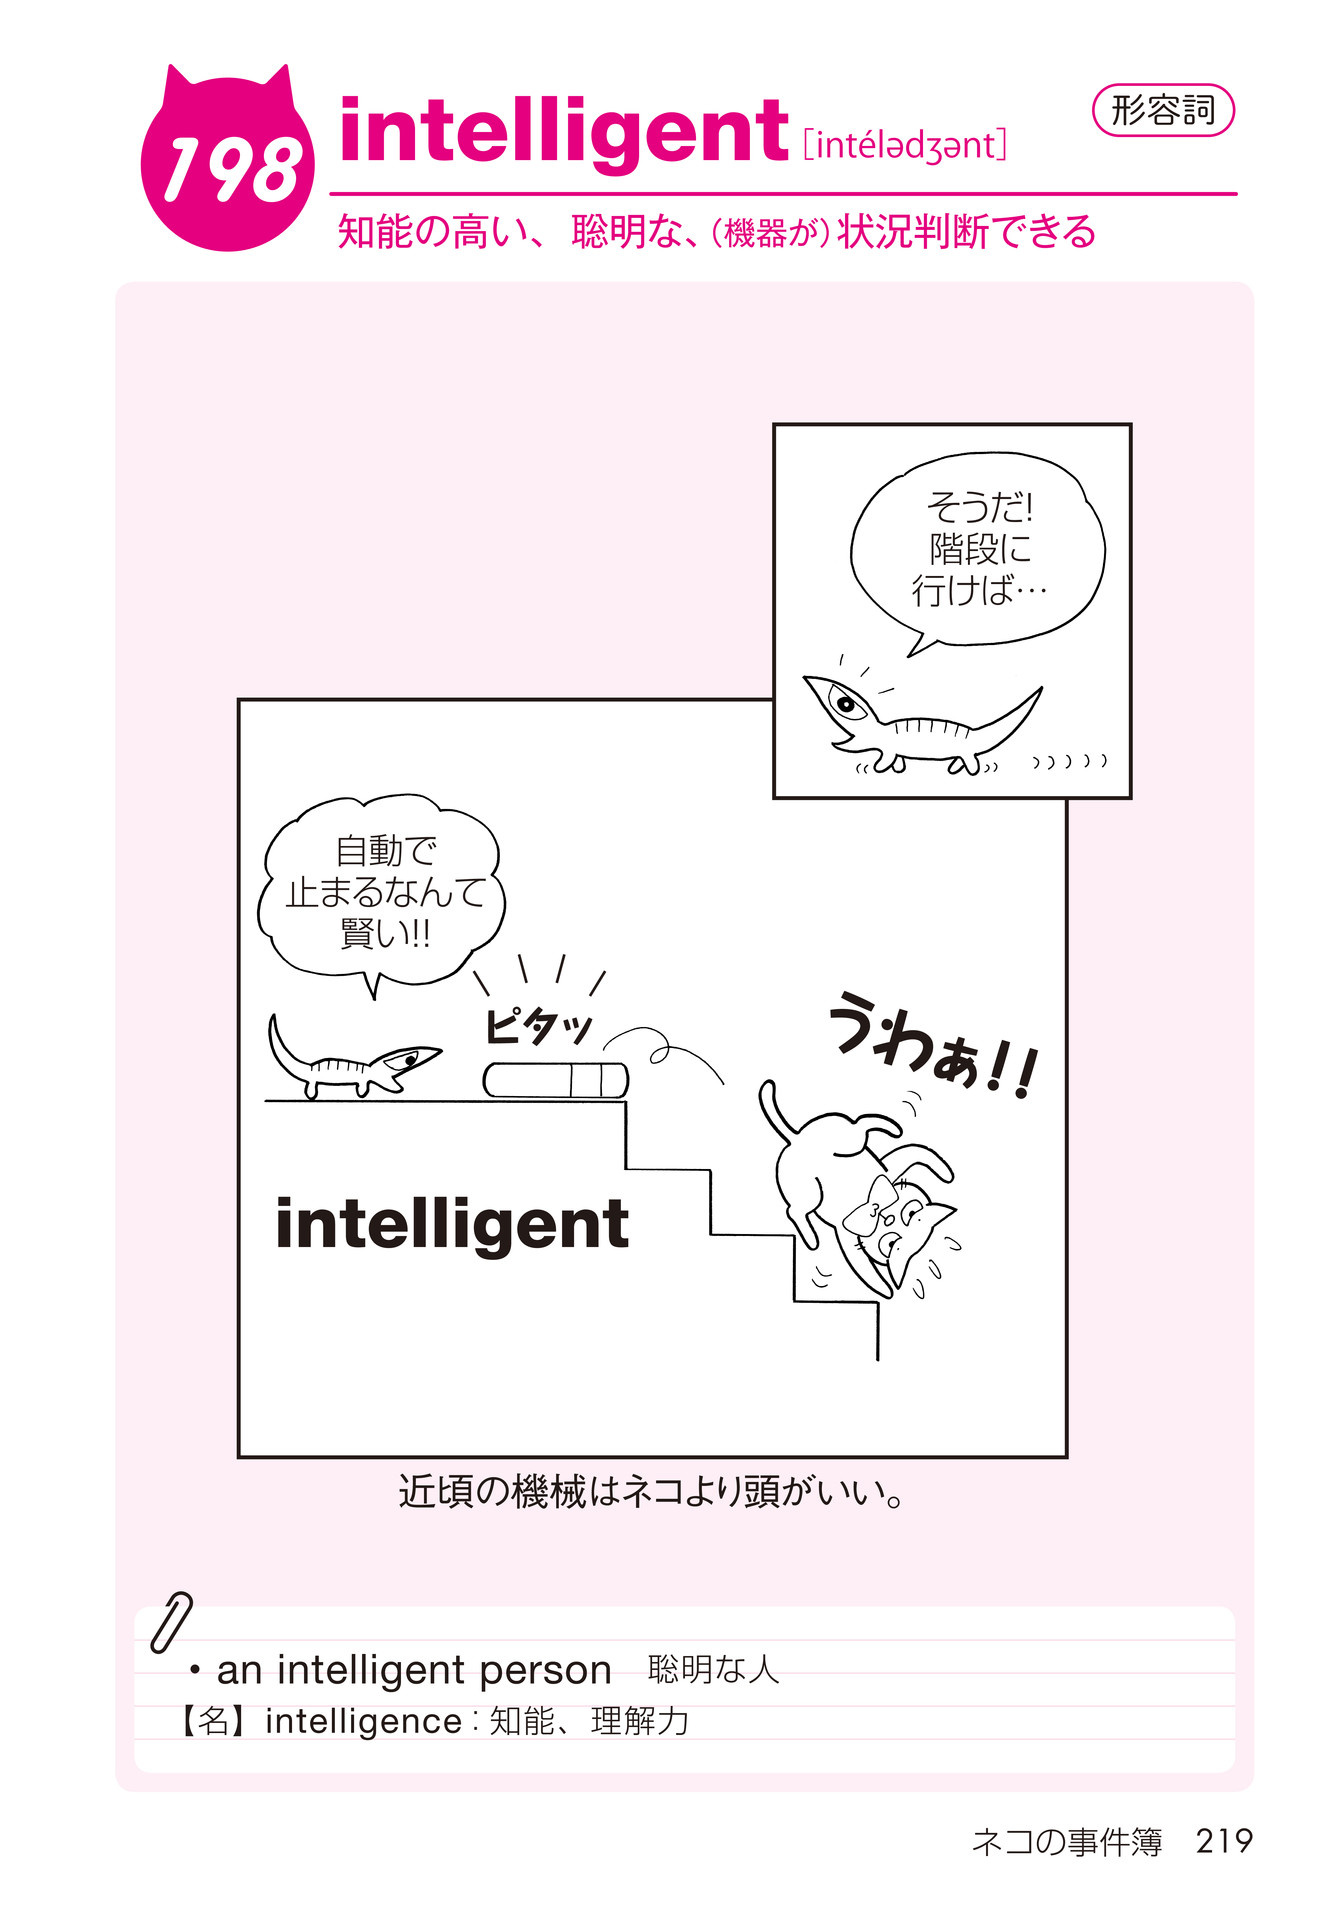 198
intelligent [intélədʒənt]
形容詞
知能の高い、聡明な、（機器が）状況判断できる
そうだ!
階段に
行けば…
自動で
止まるなんて
賢い!!
ピタッ
うわぁ!!
intelligent
近頃の機械はネコより頭がいい。
・an intelligent person 聡明な人
【名】intelligence：知能、理解力
ネコの事件簿 219